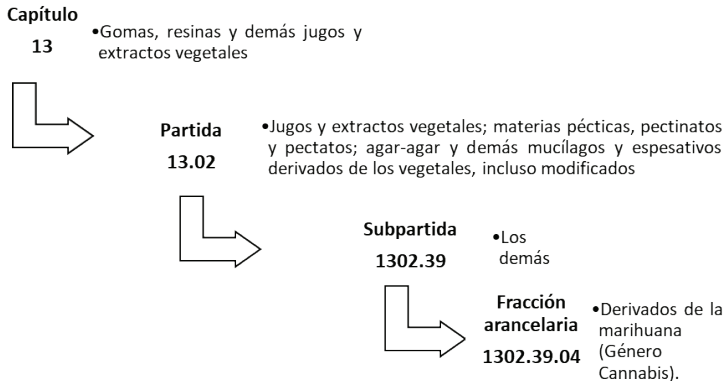 Capítulo
13
•Gomas, resinas y demás jugos y
extractos vegetales
Partida
13.02
•Jugos y extractos vegetales; materias pécticas, pectinatos
y pectatos; agar-agar y demás mucílagos y espesativos
derivados de los vegetales, incluso modificados
Subpartida
1302.39
•Los
demás
Fracción
arancelaria
1302.39.04
•Derivados de la
marihuana
(Género
Cannabis).